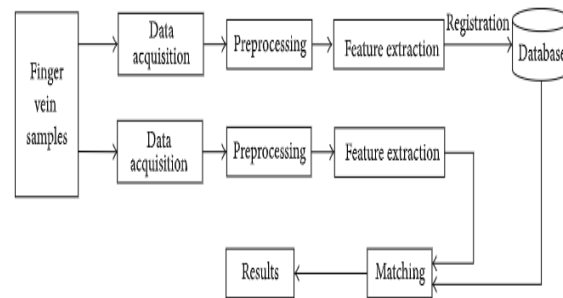 Finger
vein
samples
Data
acquisition
Preprocessing
Feature extraction
Registration
Database
Data
acquisition
Preprocessing
Feature extraction
Results
Matching